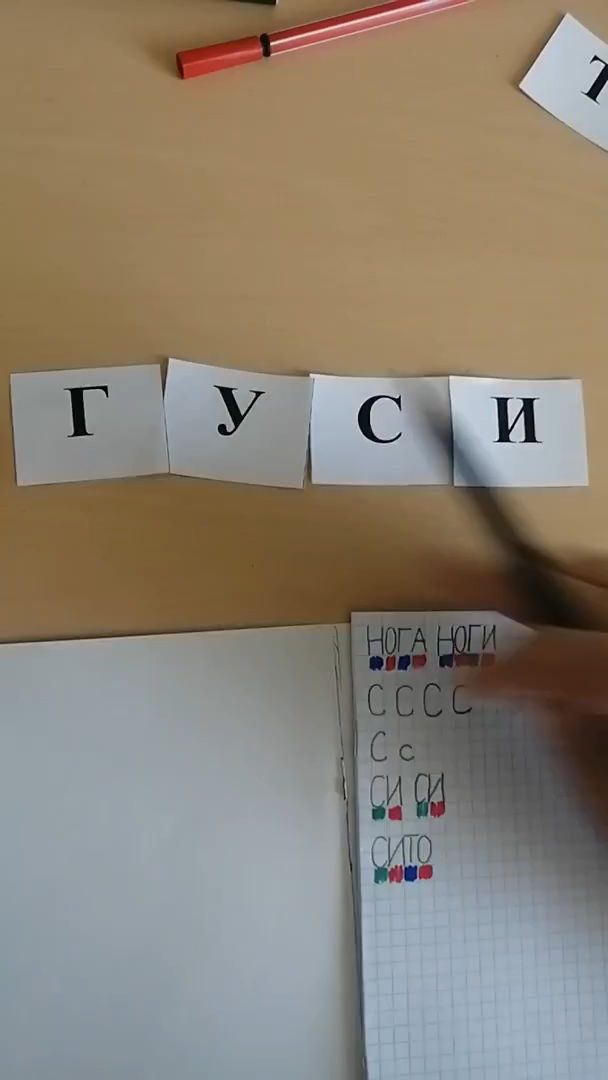 Т
Г У С И
НОГА НОГИ
С С С С
С с
СИ СИ
СИТО